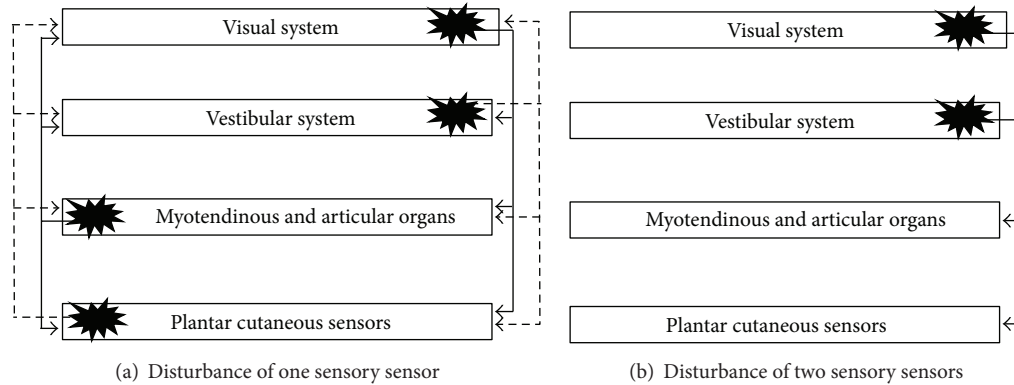 Visual system
Vestibular system
Myotendinous and articular organs
Plantar cutaneous sensors
(a) Disturbance of one sensory sensor
Visual system
Vestibular system
Myotendinous and articular organs
Plantar cutaneous sensors
(b) Disturbance of two sensory sensors